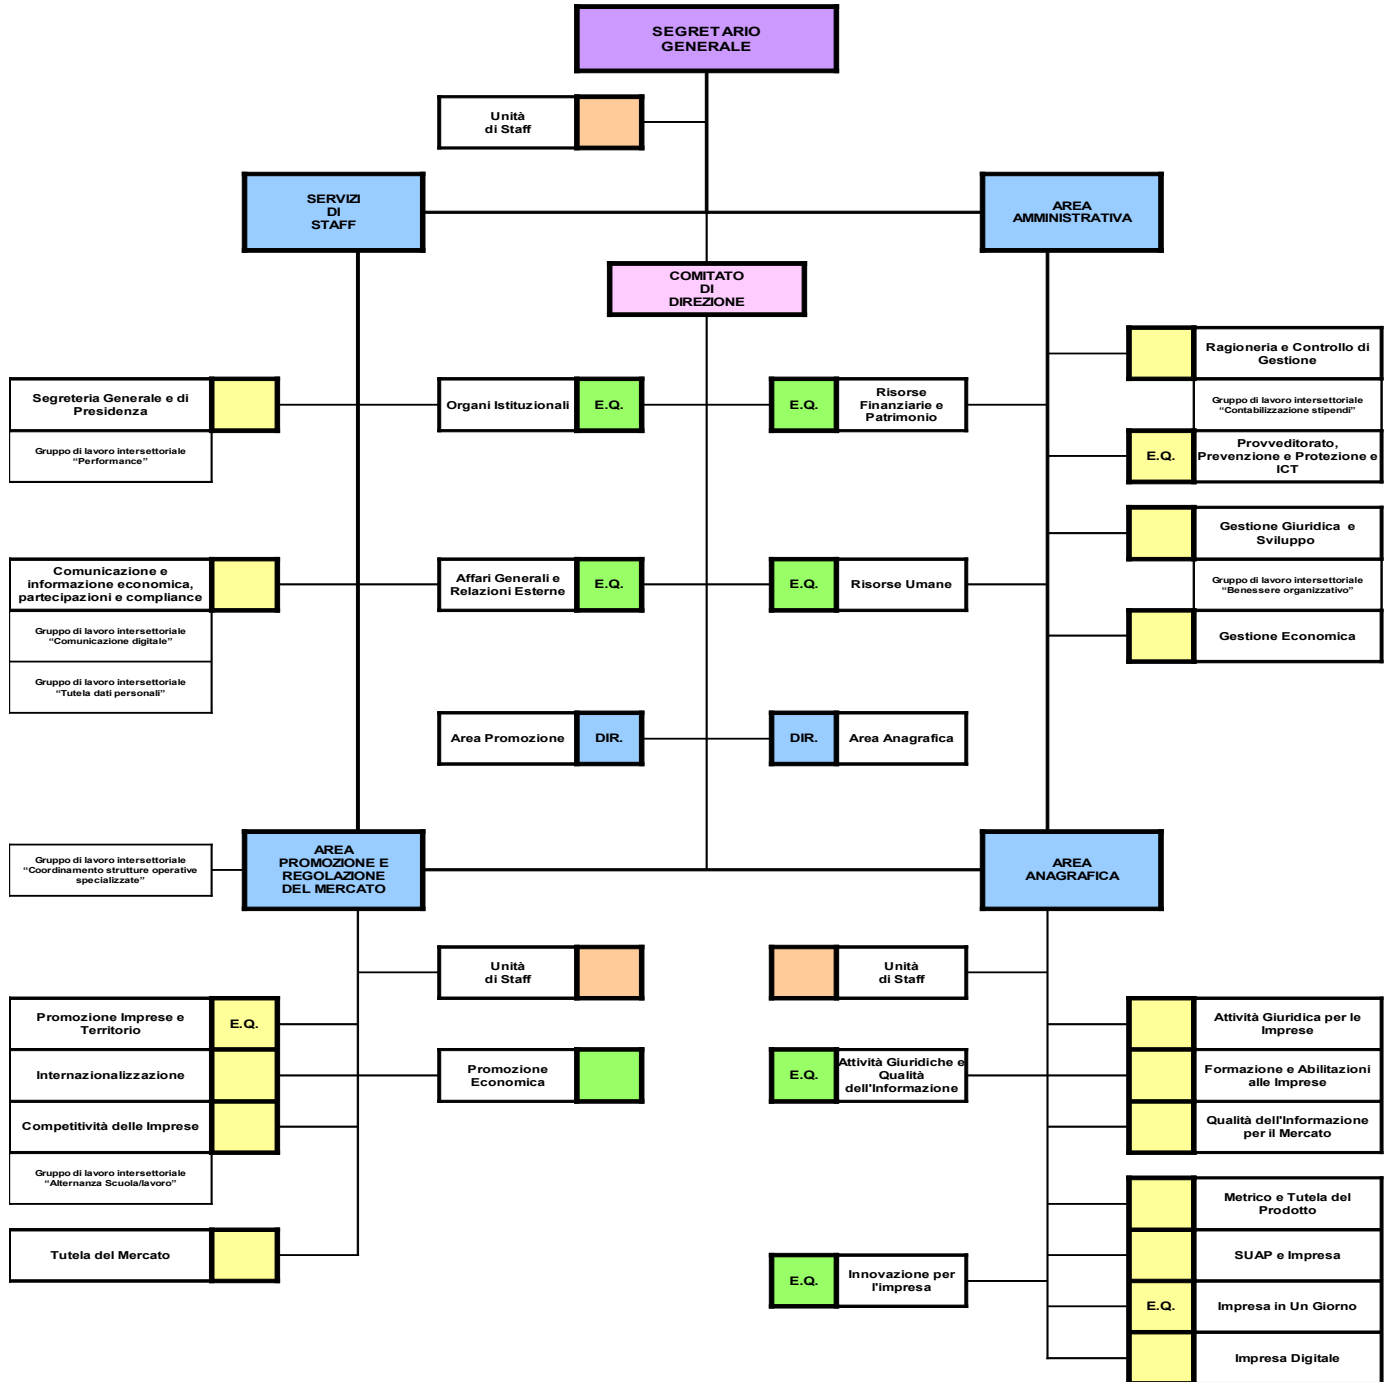 SEGRETARIO
GENERALE
Unità
di Staff
SERVIZI
DI
STAFF
AREA
AMMINISTRATIVA
COMITATO
DI
DIREZIONE
Ragioneria e Controllo di
Gestione
Segreteria Generale e di
Presidenza
Organi Istituzionali
E.Q.
E.Q.
Risorse
Finanziarie e
Patrimonio
Gruppo di lavoro intersettoriale
“Contabilizzazione stipendi”
Gruppo di lavoro intersettoriale
“Performance”
E.Q.
Provveditorato,
Prevenzione e Protezione e
ICT
Gestione Giuridica e
Sviluppo
Comunicazione e
informazione economica,
partecipazioni e compliance
Affari Generali e
Relazioni Esterne
E.Q.
E.Q.
Risorse Umane
Gruppo di lavoro intersettoriale
“Benessere organizzativo”
Gruppo di lavoro intersettoriale
“Comunicazione digitale”
Gestione Economica
Gruppo di lavoro intersettoriale
“Tutela dati personali”
Area Promozione
DIR.
DIR.
Area Anagrafica
Gruppo di lavoro intersettoriale
“Coordinamento strutture operative
specializzate”
AREA
PROMOZIONE E
REGOLAZIONE
DEL MERCATO
AREA
ANAGRAFICA
Unità
di Staff
Unità
di Staff
Promozione Imprese e
Territorio
E.Q.
Attività Giuridica per le
Imprese
Internalizzazione
Promozione
Economica
E.Q.
Attività Giuridiche e
Qualità
dell'Informazione
Formazione e Abilitazioni
alle Imprese
Competitività delle Imprese
Qualità dell'Informazione
per il Mercato
Gruppo di lavoro intersettoriale
“Alternanza Scuola/lavoro”
Metrico e Tutela del
Prodotto
Tutela del Mercato
SUAP e Impresa
E.Q.
Innovazione per
l'impresa
E.Q.
Impresa in Un Giorno
Impresa Digitale